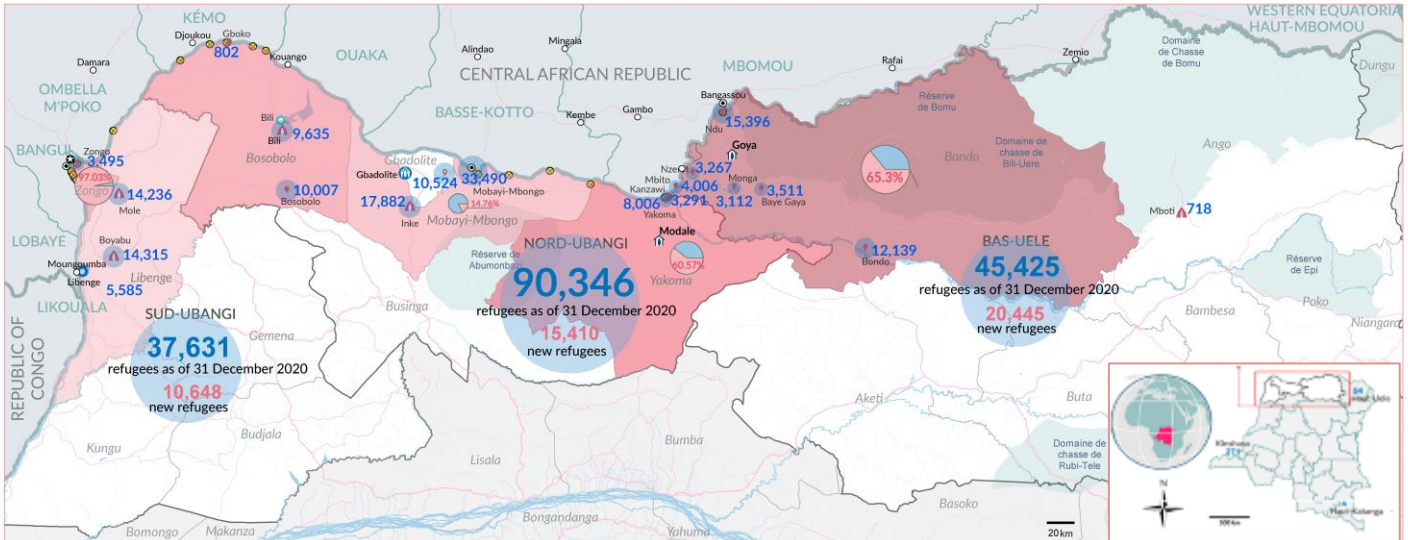 KÉMO
Djoukou
Gboko
802
Kouango
Damara
OUAKA
Alindao
Mingala
CENTRAL AFRICAN REPUBLIC
MBOMOU
Rafai
Zemio
WESTERN EQUATORIA
HAUT-MBOMOU
Domaine
de Chasse
de Bomu
Dungu
OMBELLA
M'POKO
BASSE-KOTTO
Kembe
Gambo
Bangassou
15,396
Ndu
Réserve
de Bomu
Bili
9,635
Bili
Bosobolo
Domaine de
chasse de
Bili-Uere
Ango
BANGUI
Zongo
3,495
97.03%
Zongo
14,236
Mole
10,007
Bosobolo
Gbadolite
Gbadolite
10,524
33,490
Mobayi-Mbongo
17,882
Inke
14.76%
Mobayi-Mbongo
Goya
Nzeret
3,267
Mbito
4,006
Kanzawi
8,006
3,291
Yakoma
Monga
3,112
3,511
Baye Gaya
Bondo
65.3%
Mboti
718
LOBAYE
Boyabu
14,315
Moungoumba
Libenge
Libenge
5,585
LIKOUALA
REPUBLIC OF
CONGO
Réserve de
Abumonbazi
Modale
60.57%
Yakoma
12,139
Bondo
Réserve
de Epi
Poko
NORD-UBANGI
90,346
refugees as of 31 December 2020
15,410
new refugees
BAS-UELE
45,425
refugees as of 31 December 2020
20,445
new refugees
SUD-UBANGI
37,631
refugees as of 31 December 2020
10,648
new refugees
Businga
Gemena
Bambesa
Niangara
Kungu
Budjala
Lisala
Bumba
Aketi
Buta
Domaine de
chasse de
Rubi-Tele
Basoko
Bomongo
Makanza
Bongandanga
Yahuma
20km
N